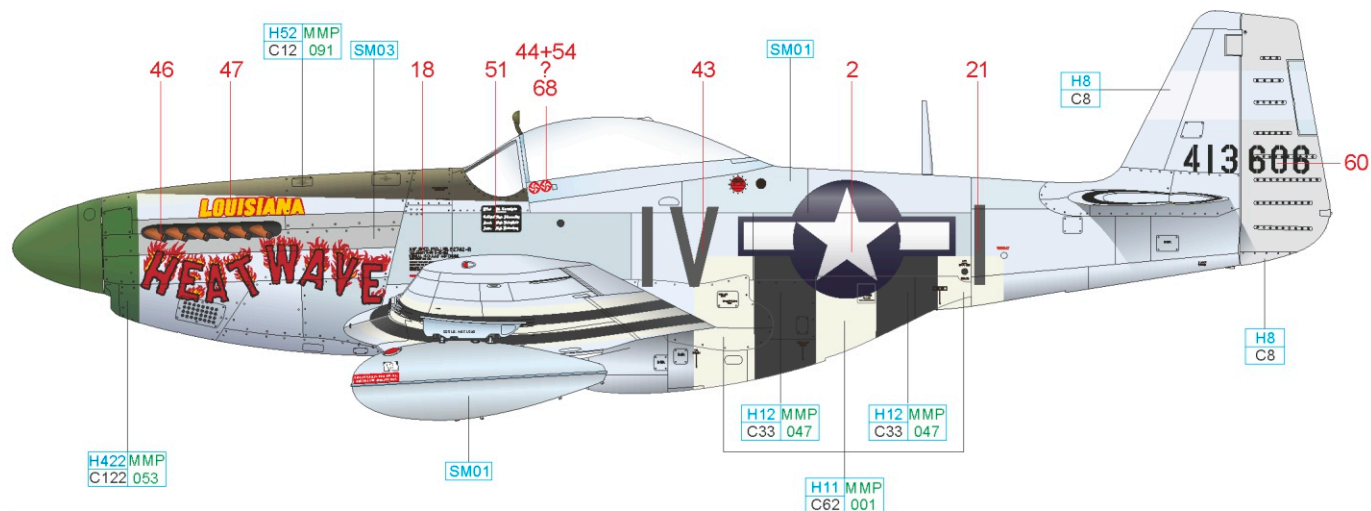 H52 MMP
C12 091
SM03
44+54
?
68
SM01
46
47
18
51
43
2
21
H8
C8
413606
60
LOUISIANA
HEAT WAVE
IV
I
H8
C8
H12 MMP
C33 047
H12 MMP
C33 047
H422 MMP
C122 053
SM01
H11 MMP
C62 001